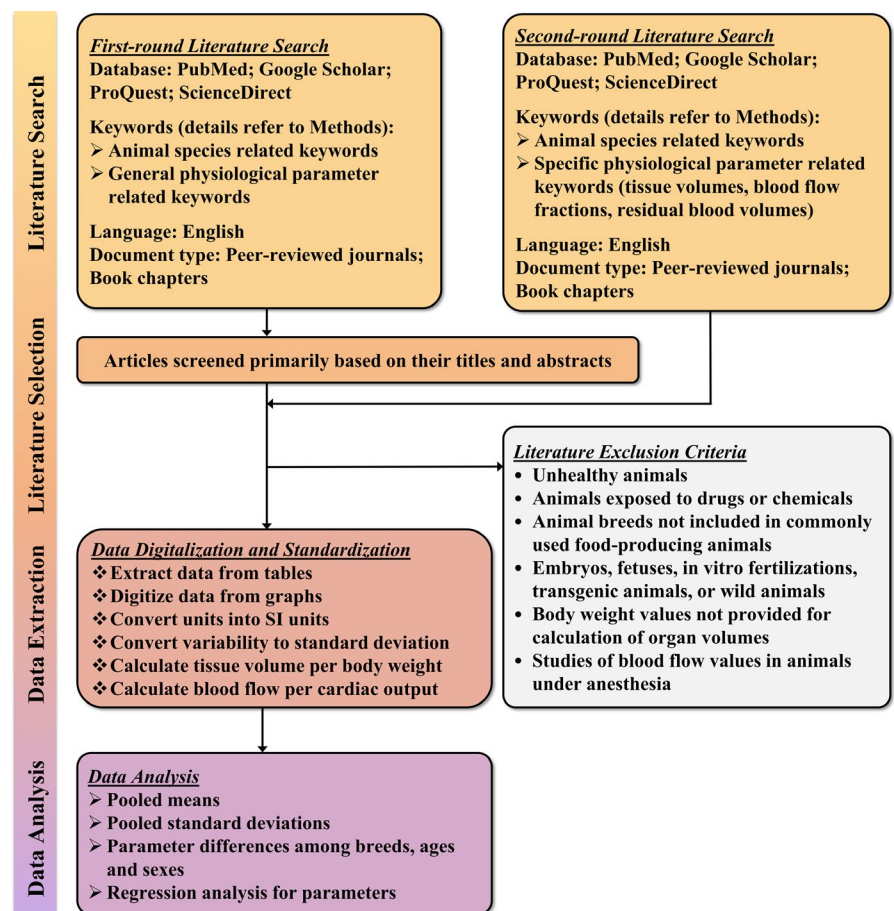 Literature Search
Literature Selection
Data Extraction
Data Analysis
First-round Literature Search
Database: PubMed; Google Scholar;
ProQuest; ScienceDirect
Keywords (details refer to Methods):
➢ Animal species related keywords
➢ General physiological parameter
related keywords
Language: English
Document type: Peer-reviewed journals;
Book chapters
Second-round Literature Search
Database: PubMed; Google Scholar;
ProQuest; ScienceDirect
Keywords (details refer to Methods):
➢ Animal species related keywords
➢ Specific physiological parameter related
keywords (tissue volumes, blood flow
fractions, residual blood volumes)
Language: English
Document type: Peer-reviewed journals;
Book chapters
Articles screened primarily based on their titles and abstracts
Literature Exclusion Criteria
• Unhealthy animals
• Animals exposed to drugs or chemicals
• Animal breeds not included in commonly
used food-producing animals
• Embryos, fetuses, in vitro fertilizations,
transgenic animals, or wild animals
• Body weight values not provided for
calculation of organ volumes
• Studies of blood flow values in animals
under anesthesia
Data Digitalization and Standardization
❖ Extract data from tables
❖ Digitize data from graphs
❖ Convert units into SI units
❖ Convert variability to standard deviation
❖ Calculate tissue volume per body weight
❖ Calculate blood flow per cardiac output
Data Analysis
➢ Pooled means
➢ Pooled standard deviations
➢ Parameter differences among breeds, ages
and sexes
➢ Regression analysis for parameters